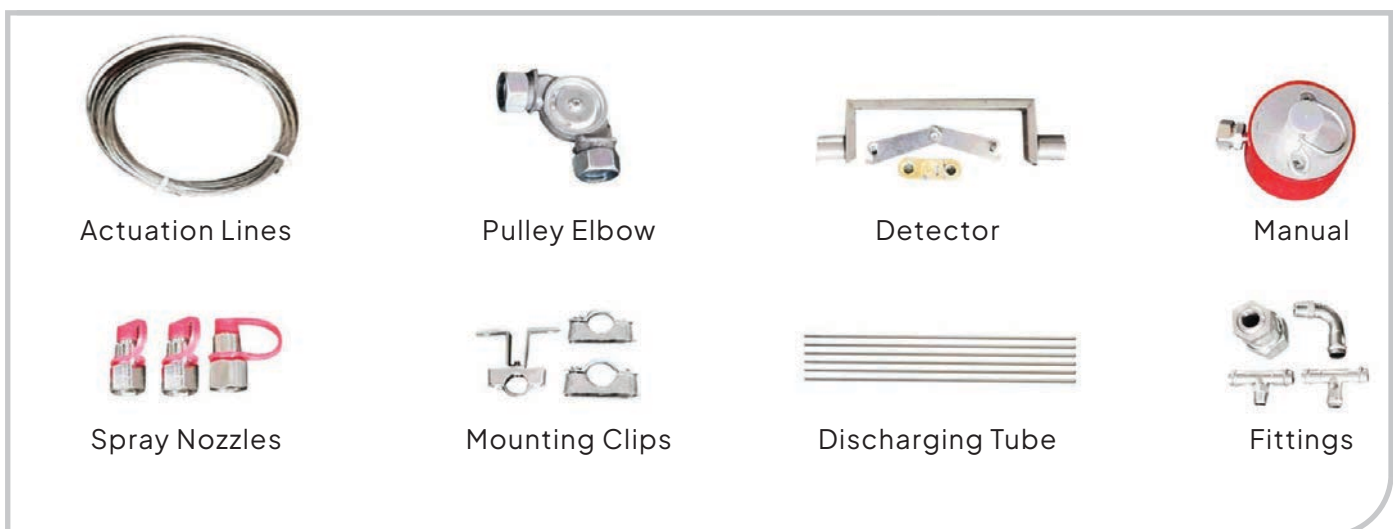 Actuation Lines
Pulley Elbow
Detector
Manual
Spray Nozzles
Mounting Clips
Discharging Tube
Fittings